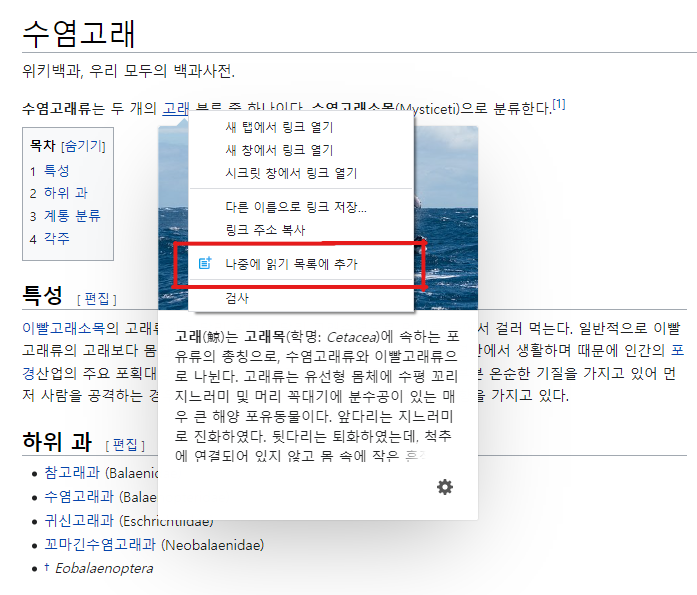 수염고래
위키백과, 우리 모두의 백과사전.
수염고래류는 두 개의 고래 분류 중 하나이다. 수염고래소목(Mysticeti)으로 분류한다.[1]
목차 [숨기기]
1 특성
2 하위 과
3 계통 분류
4 각주
새 탭에서 링크 열기
새 창에서 링크 열기
시크릿 창에서 링크 열기
다른 이름으로 링크 저장...
링크 주소 복사
나중에 읽기 목록에 추가
검사
고래(鯨)는 고래목(학명: Cetacea)에 속하는 포
유류의 총칭으로, 수염고래류와 이빨고래류으
로 나뉜다. 고래류는 유선형 몸체에 수평 꼬리
지느러미 및 머리 꼭대기에 분수공이 있는 매
우 큰 해양 포유동물이다. 앞다리는 지느러미
로 진화하였다. 뒷다리는 퇴화하였는데, 척추
에 연결되어 있지 않고 몸 속에 작은
특성 [편집]
이빨고래소목의 고래류 서 걸러 먹는다. 일반적으로 이빨
고래류의 고래보다 몸 에서 생활하며 때문에 인간의 포
경산업의 주요 포획대 온순한 기질을 가지고 있어 먼
저 사람을 공격하는 을 가지고 있다.
하위 과 [편집]
참고래과 (Balaenid
수염고래과 (Balae
귀신고래과 (Eschrichtiidae)
꼬마긴수염고래과 (Neobalaenidae)
† Eobalaenoptera